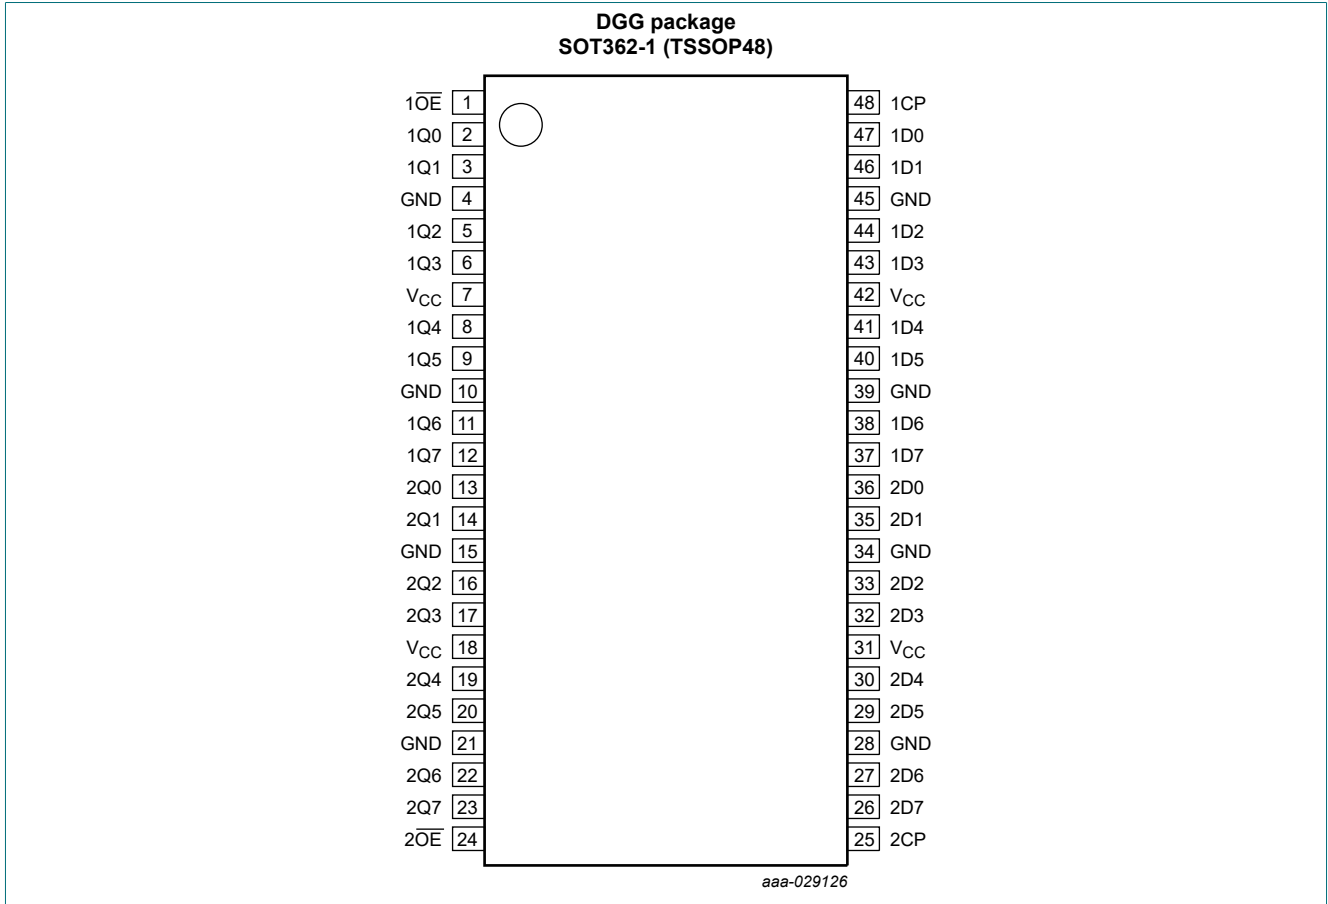 DGG package
SOT362-1 (TSSOP48)
1O̅E̅ 1 48 1CP
1Q0 2 47 1D0
1Q1 3 46 1D1
GND 4 45 GND
1Q2 5 44 1D2
1Q3 6 43 1D3
VCC 7 42 VCC
1Q4 8 41 1D4
1Q5 9 40 1D5
GND 10 39 GND
1Q6 11 38 1D6
1Q7 12 37 1D7
2Q0 13 36 2D0
2Q1 14 35 2D1
GND 15 34 GND
2Q2 16 33 2D2
2Q3 17 32 2D3
VCC 18 31 VCC
2Q4 19 30 2D4
2Q5 20 29 2D5
GND 21 28 GND
2Q6 22 27 2D6
2Q7 23 26 2D7
2O̅E̅ 24 25 2CP
aaa-029126